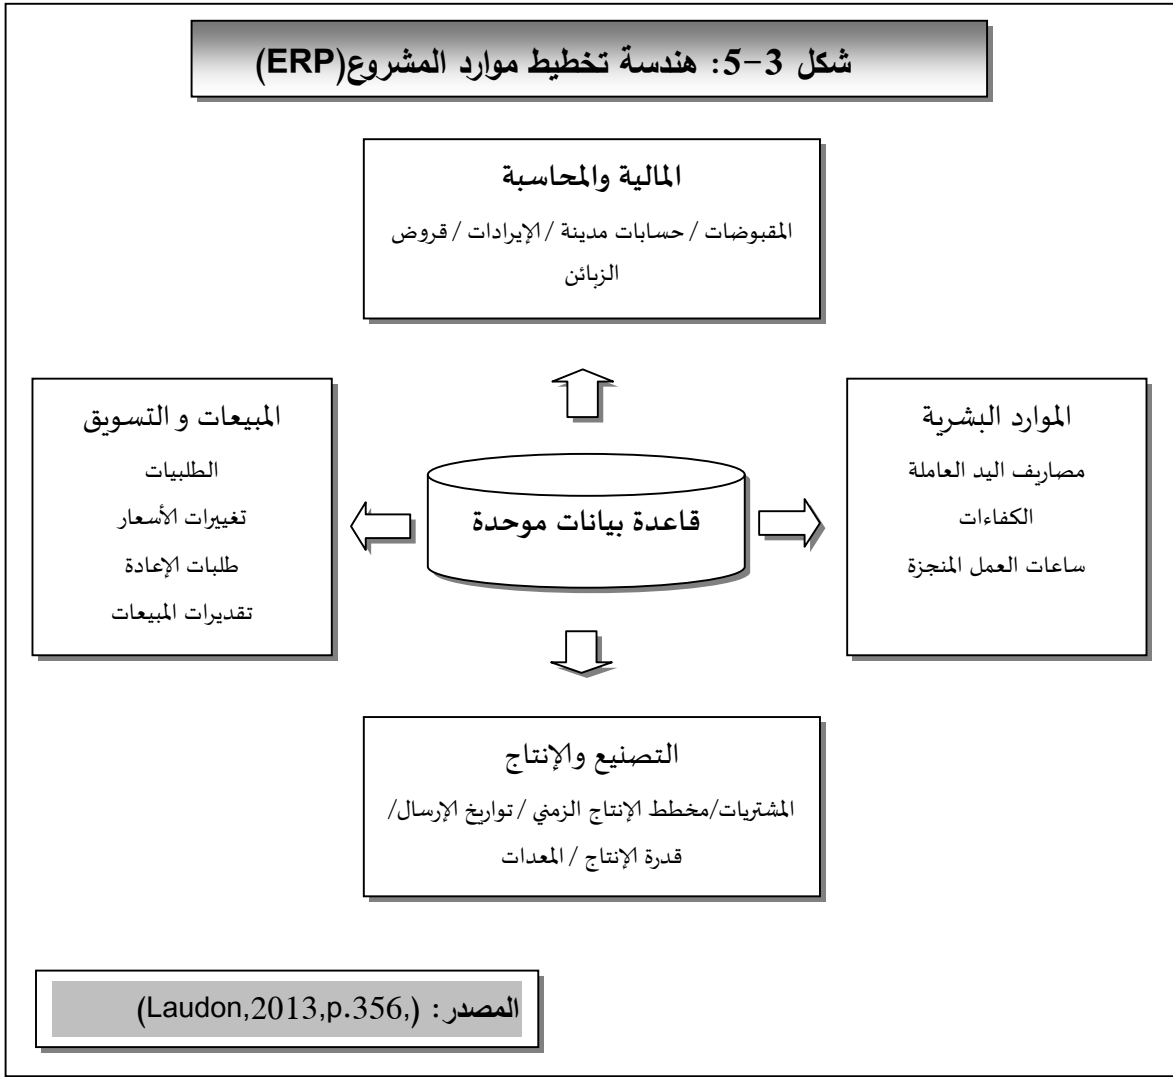 شكل 3-5: هندسة تخطيط موارد المشروع(ERP)
المالية والمحاسبة
المقبوضات / حسابات مدينة / الإيرادات / قروض
الزبائن
الموارد البشرية
مصاريف اليد العاملة
الكفاءات
ساعات العمل المنجزة
قاعدة بيانات موحدة
المبيعات و التسويق
الطلبيات
تغييرات الأسعار
طلبات الإعادة
تقديرات المبيعات
التصنيع والإنتاج
المشتريات/مخطط الإنتاج الزمني / تواريخ الإرسال/
قدرة الإنتاج / المعدات
المصدر: (Laudon,2013,p.356,)